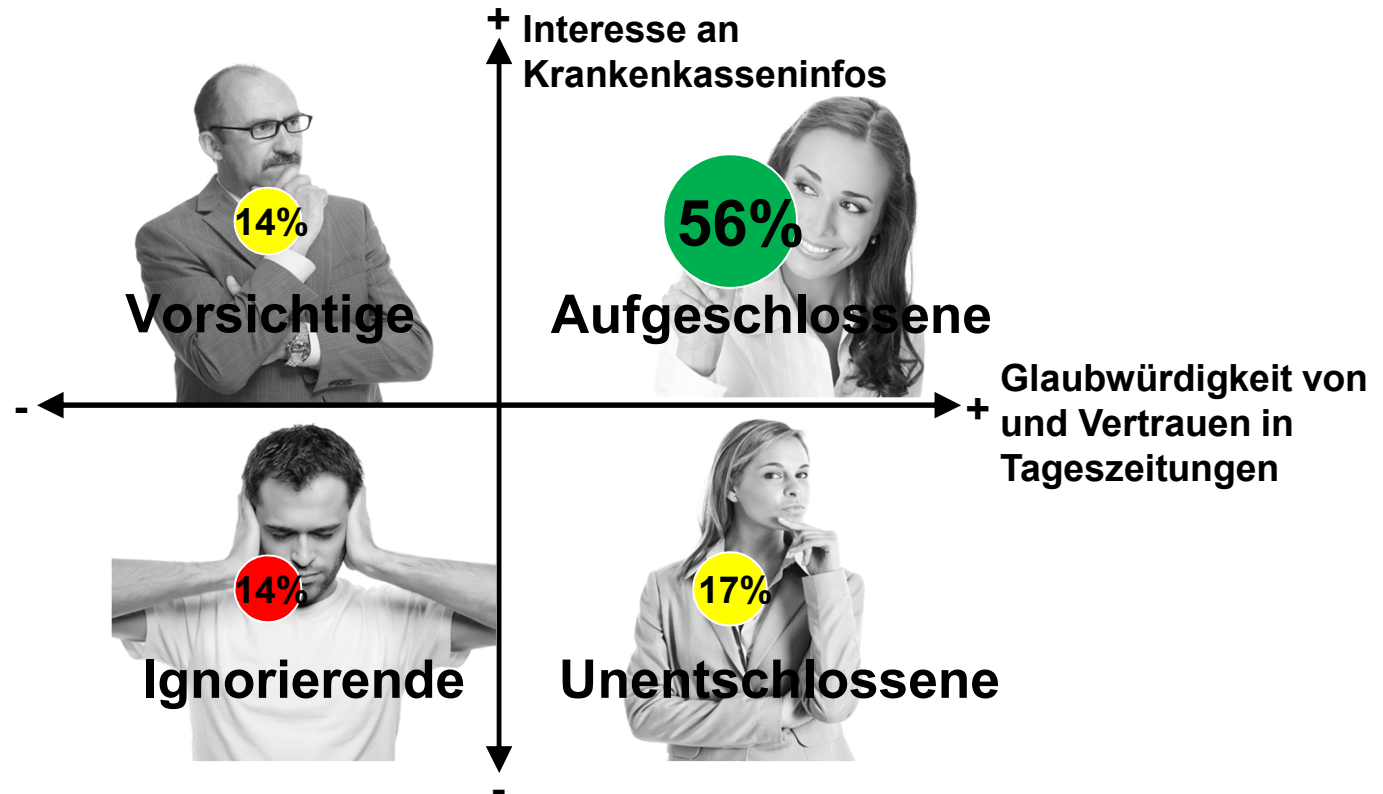 +
Interesse an
Krankenkasseninfos
14%
56%
Vorsichtige
Aufgeschlossene
-
+
Glaubwürdigkeit von
und Vertrauen in
Tageszeitungen
14%
17%
Ignorierende
Unentschlossene
-